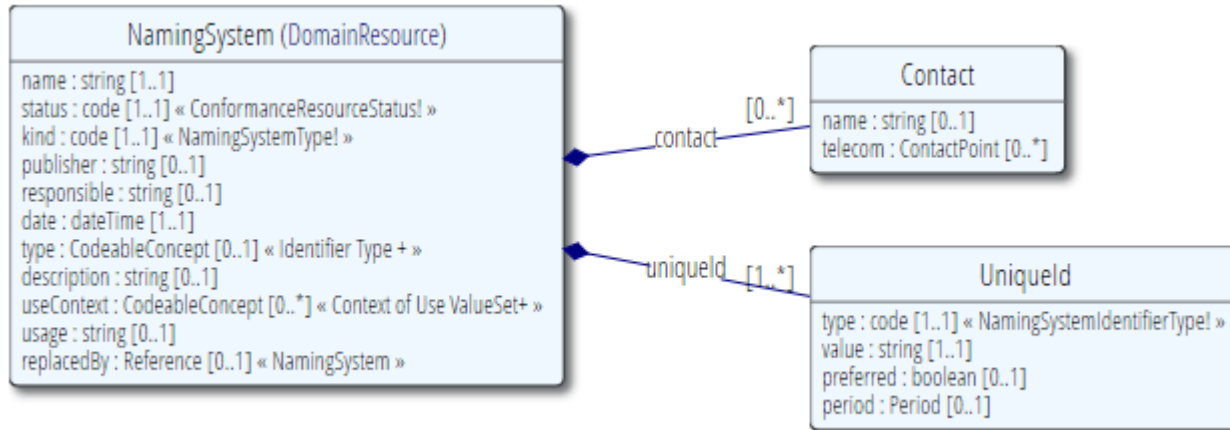 NamingSystem (DomainResource)
name : string [1..1]
status : code [1..1] « ConformanceResourceStatus! »
kind : code [1..1] « NamingSystemType! »
publisher : string [0..1]
responsible : string [0..1]
date : dateTime [1..1]
type : CodeableConcept [0..1] « Identifier Type + »
description : string [0..1]
useContext : CodeableConcept [0..*] « Context of Use ValueSet+ »
usage : string [0..1]
replacedBy : Reference [0..1] « NamingSystem »
contact
[0..*]
Contact
name : string [0..1]
telecom : ContactPoint [0..*]
uniqueId
[1..*]
UniqueId
type : code [1..1] « NamingSystemIdentifierType! »
value : string [1..1]
preferred : boolean [0..1]
period : Period [0..1]